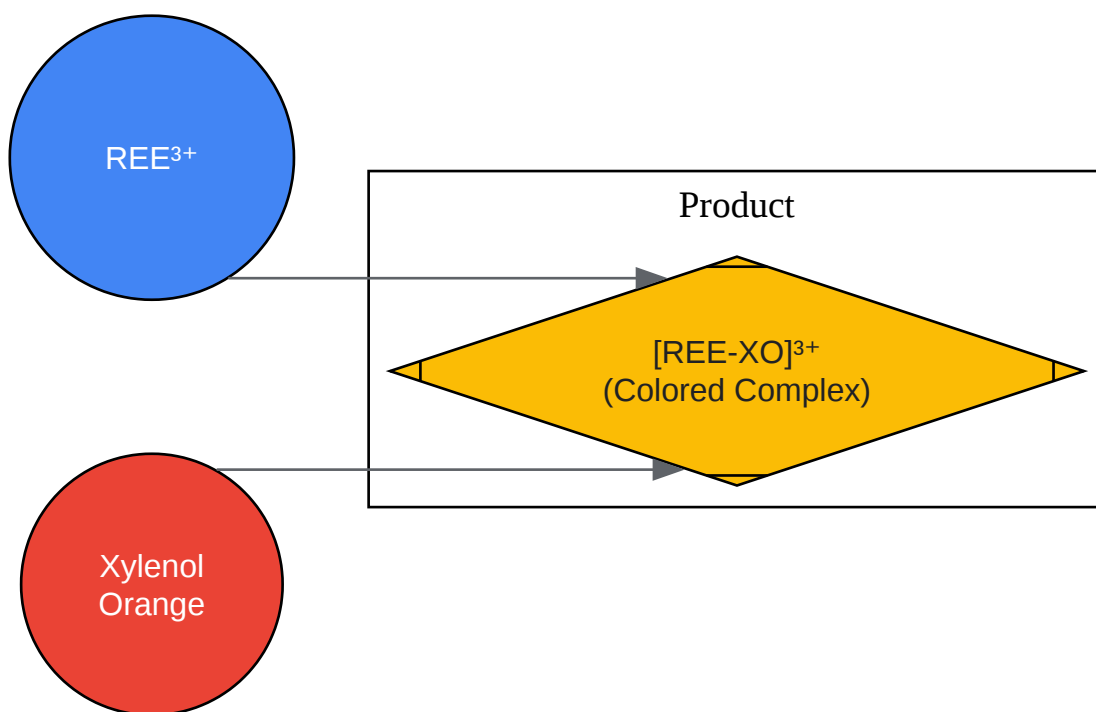 REE³⁺
Product
[REE-XO]³⁺
(Colored Complex)
Xylenol
Orange